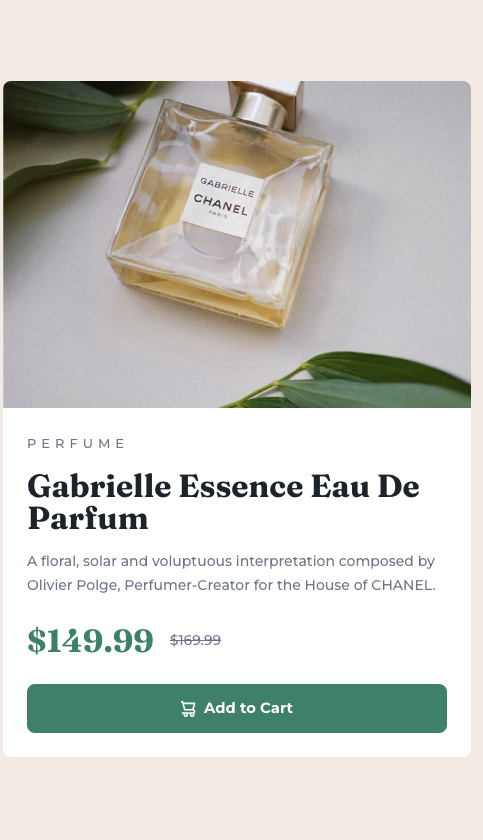 GABRIELLE
CHANEL
PARIS
PERFUME
Gabrielle Essence Eau De
Parfum
A floral, solar and voluptuous interpretation composed by
Olivier Polge, Perfumer-Creator for the House of CHANEL.
$149.99 $169.99
Add to Cart